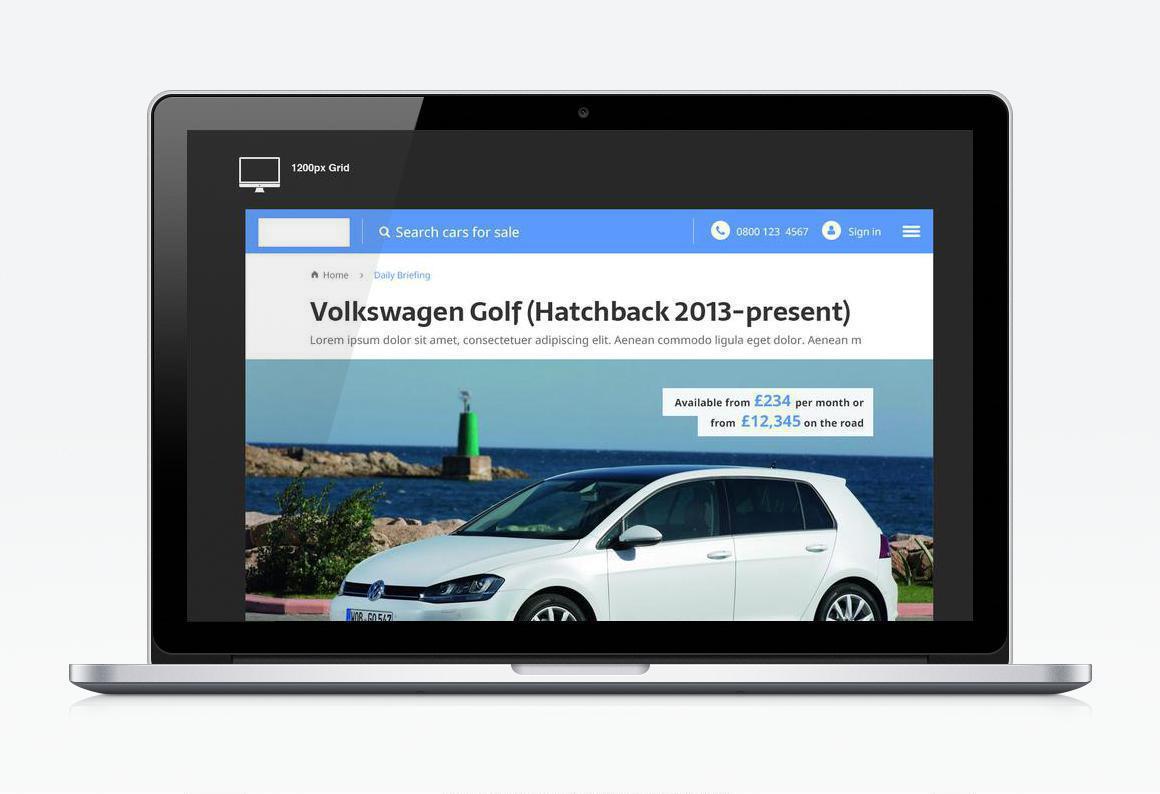 1200px Grid
Search cars for sale
0800 123 4567
Sign in
Home › Daily Briefing
Volkswagen Golf (Hatchback 2013-present)
Lorem ipsum dolor sit amet, consectetuer adipiscing elit. Aenean commodo ligula eget dolor. Aenean m
Available from £234 per month or
from £12,345 on the road
WOB-GO 547